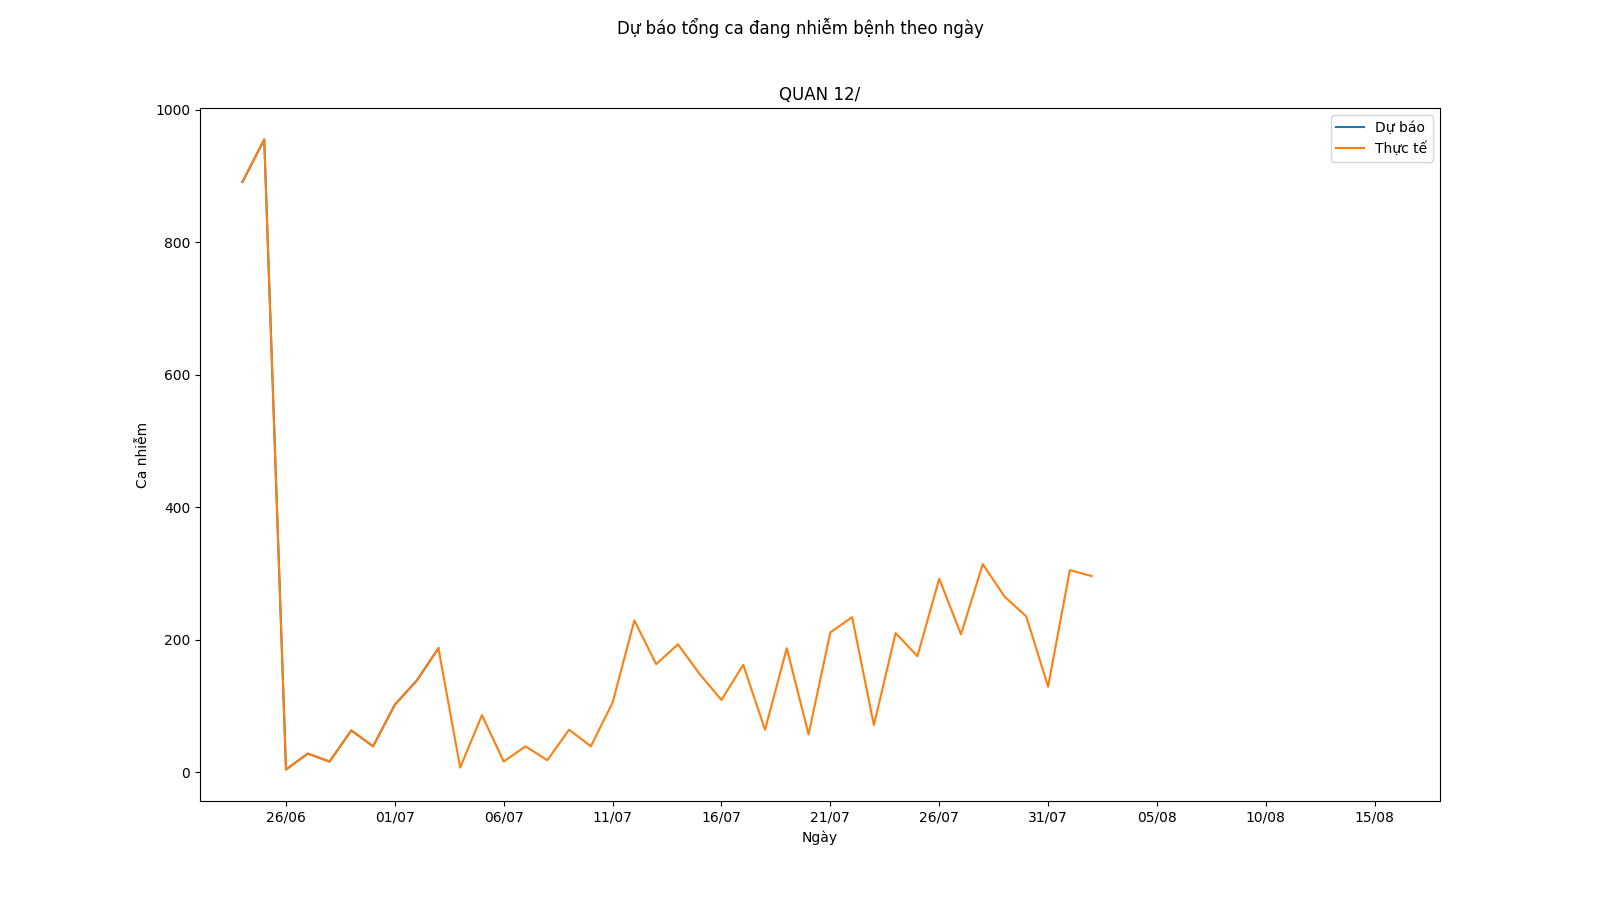 Dự báo tổng ca đang nhiễm bệnh theo ngày
QUAN 12/
Dự báo
Thực tế
1000
800
600
400
200
0
Ca nhiễm
26/06 01/07 06/07 11/07 16/07 21/07 26/07 31/07 05/08 10/08 15/08
Ngày